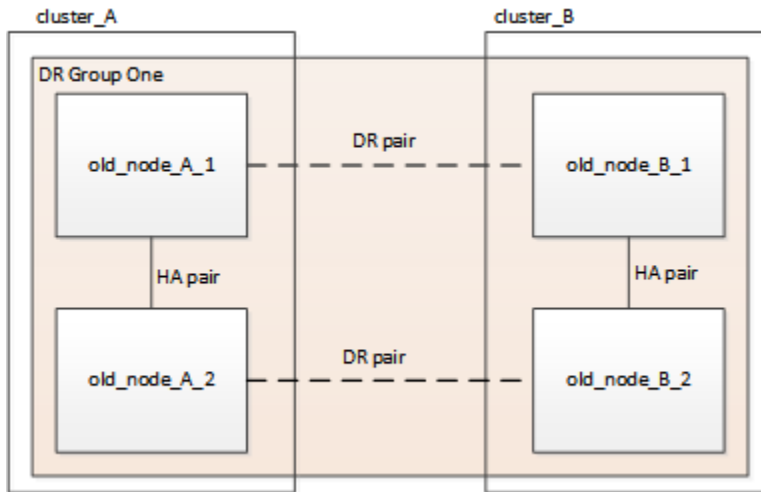 cluster_A
cluster_B
DR Group One
old_node_A_1
DR pair
old_node_B_1
HA pair
HA pair
old_node_A_2
DR pair
old_node_B_2